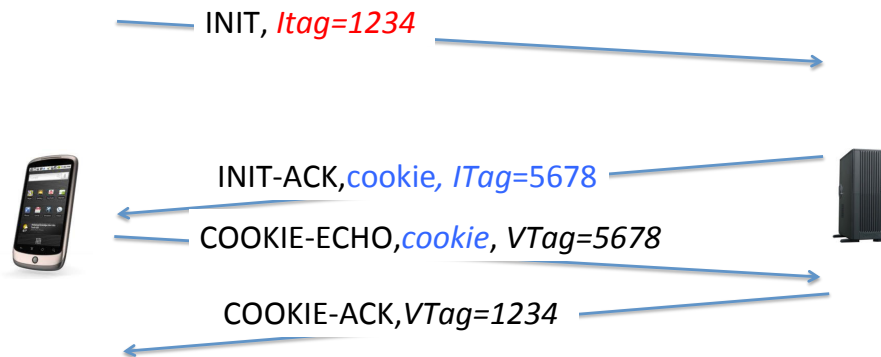 INIT, Itag=1234
INIT-ACK,cookie, ITag=5678
COOKIE-ECHO,cookie, VTag=5678
COOKIE-ACK,VTag=1234